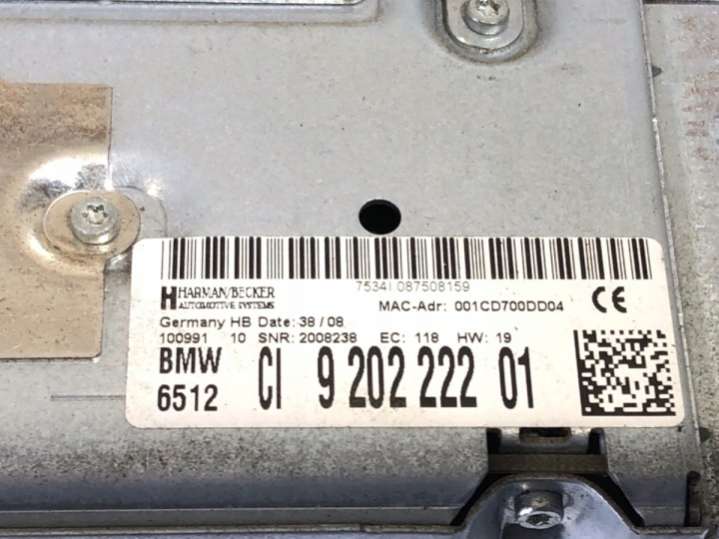 7534I 087508159
HARMAN/BECKER
AUTOMOTIVE SYSTEMS
MAC-Adr: 001CD700DD04 CE
Germany HB Date: 38 / 08
100991 10 SNR: 2008238 EC: 118 HW: 19
BMW
6512 CI 9 202 222 01